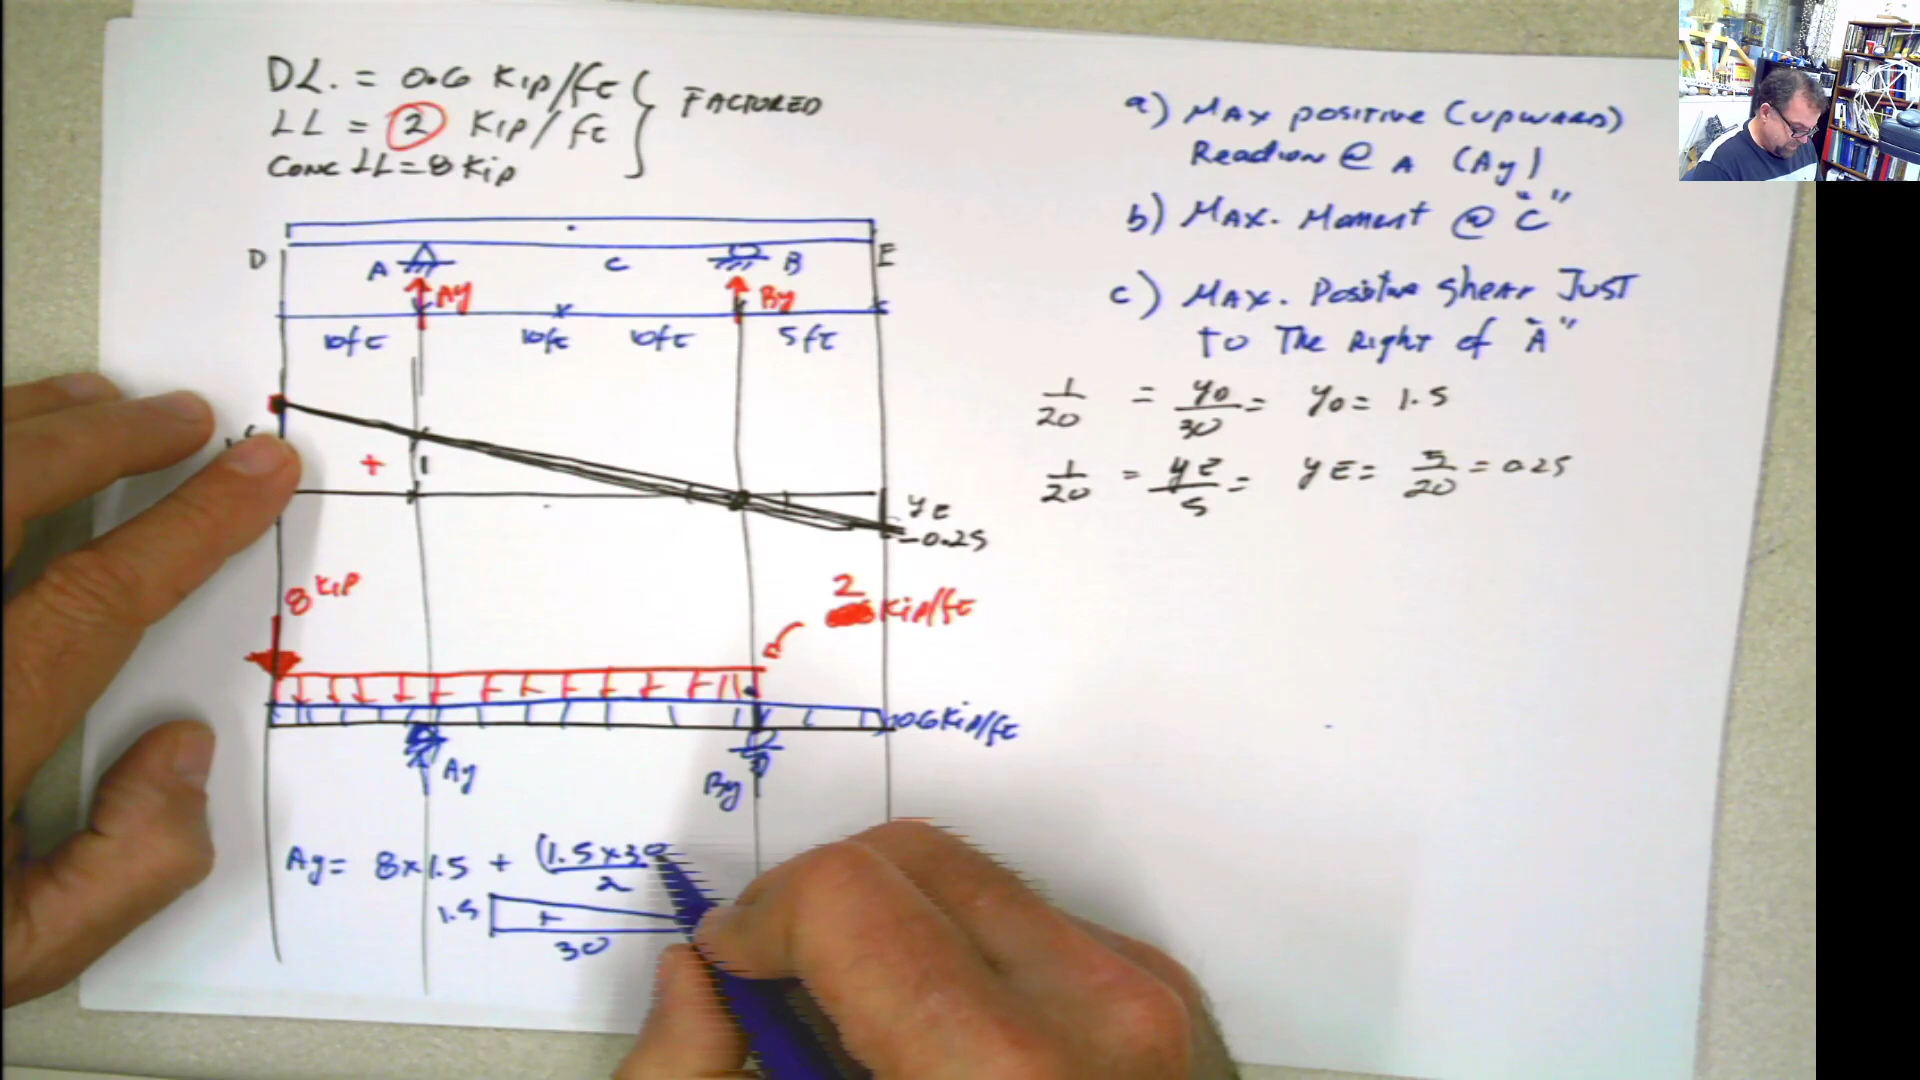 DL. = 0.6 KIP/ft
LL = 2 KIP/ft
CONC LL = 8 KIP
FACTORED
a) MAX POSITIVE (UPWARD)
Reaction @ A (Ay)
b) MAX. Moment @ "C"
c) MAX. Positive Shear JUST
to The Right of "A"
D A C B E
Ay By
10ft 10ft 10ft 5ft
1/20 = y0/30 = y0 = 1.5
1/20 = yE/5 = yE = 5/20 = 0.25
+ 1
yE
-0.25
8 KIP
2 KIP/ft
0.6 KIP/ft
Ay By
Ay = 8x1.5 + (1.5x30/2
1.5 +
30